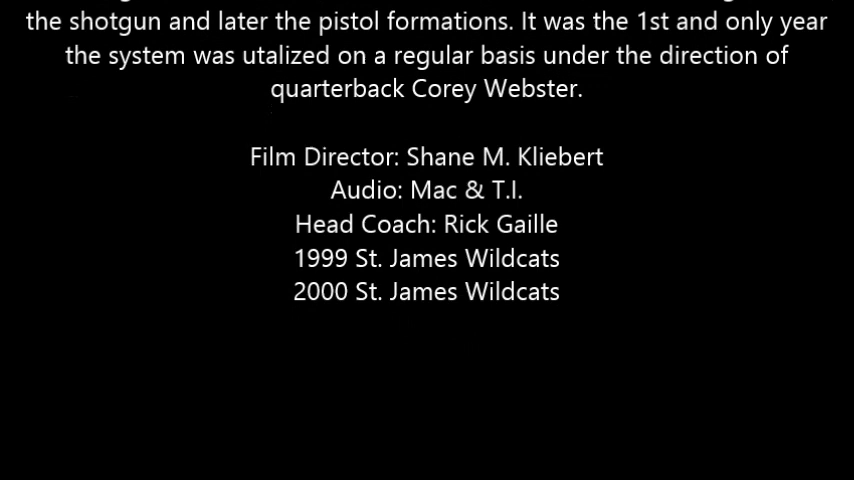 the shotgun and later the pistol formations. It was the 1st and only year
the system was utalized on a regular basis under the direction of
quarterback Corey Webster.
Film Director: Shane M. Kliebert
Audio: Mac & T.I.
Head Coach: Rick Gaille
1999 St. James Wildcats
2000 St. James Wildcats